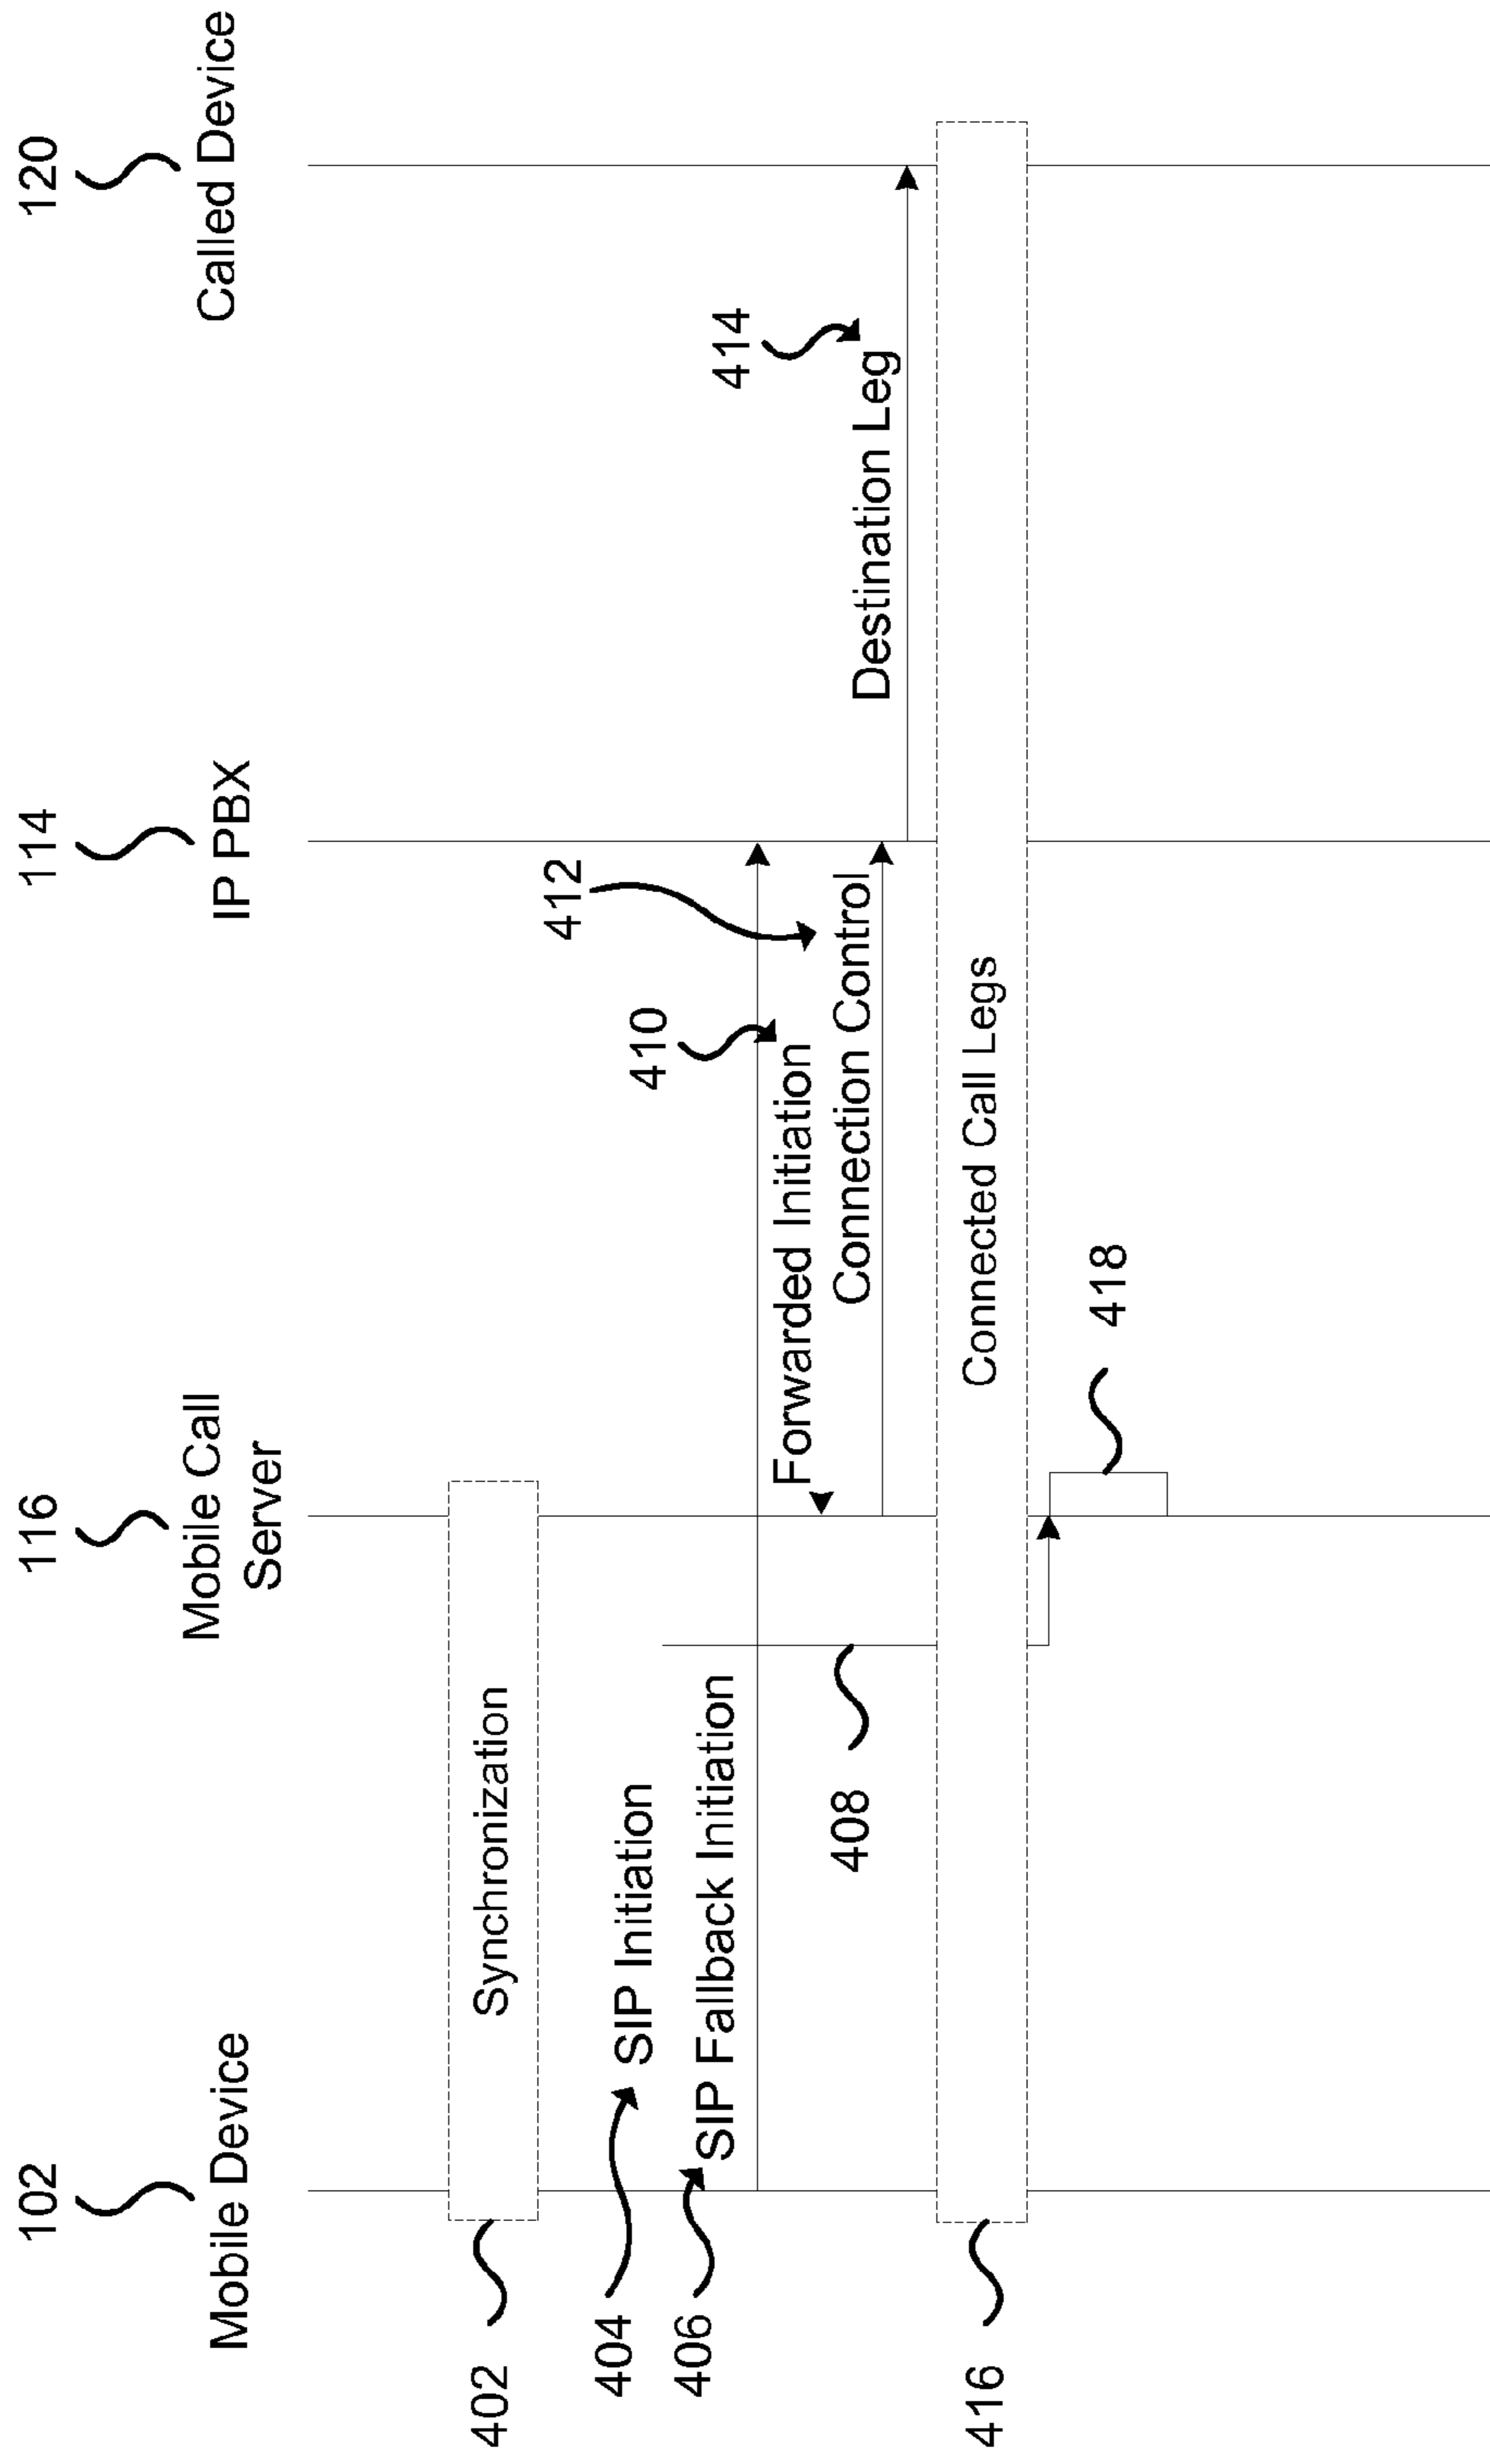 102
116
114
120
Mobile Device
Mobile Call
Server
IP PBX
Called Device
402
Synchronization
404
SIP Initiation
406
SIP Fallback Initiation
408
410
Forwarded Initiation
412
Connection Control
414
Destination Leg
416
Connected Call Legs
418